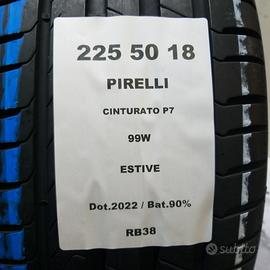 225 50 18
PIRELLI
CINTURATO P7
99W
ESTIVE
Dot.2022 / Bat.90%
RB38
subito